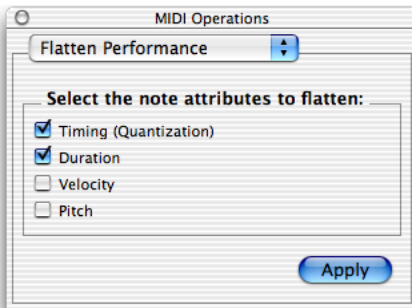 MIDI Operations
Flatten Performance
Select the note attributes to flatten:
Timing (Quantization)
Duration
Velocity
Pitch
Apply